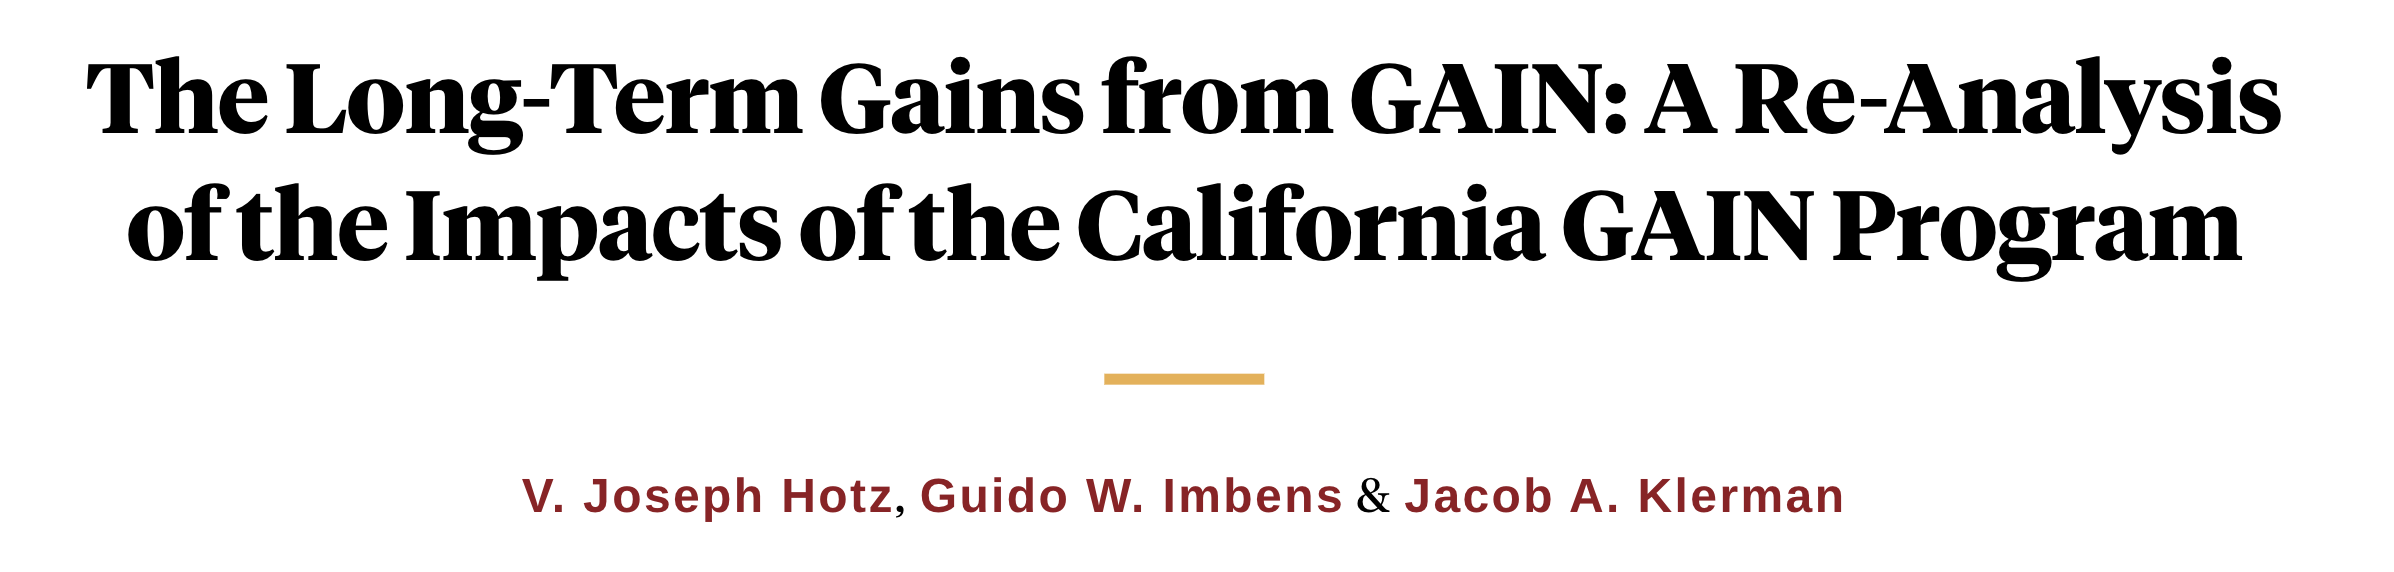 The Long-Term Gains from GAIN: A Re-Analysis
of the Impacts of the California GAIN Program
V. Joseph Hotz, Guido W. Imbens & Jacob A. Klerman